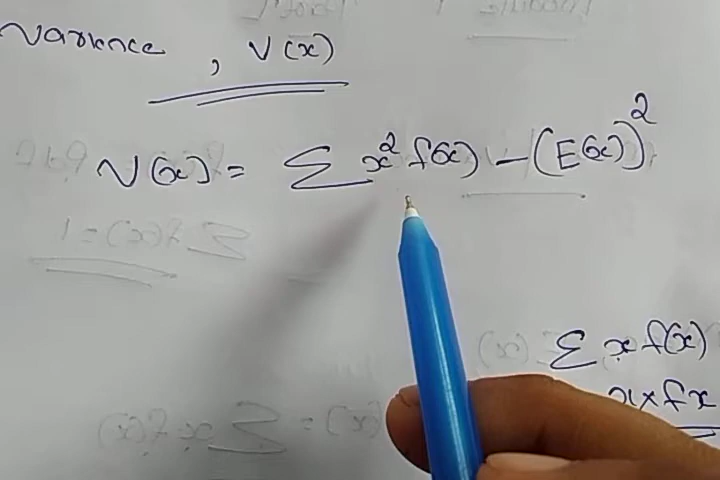 Variance , V(x)
V(x) = Σ x² f(x) - (E(x))²
Σ x f(x)
x × fx